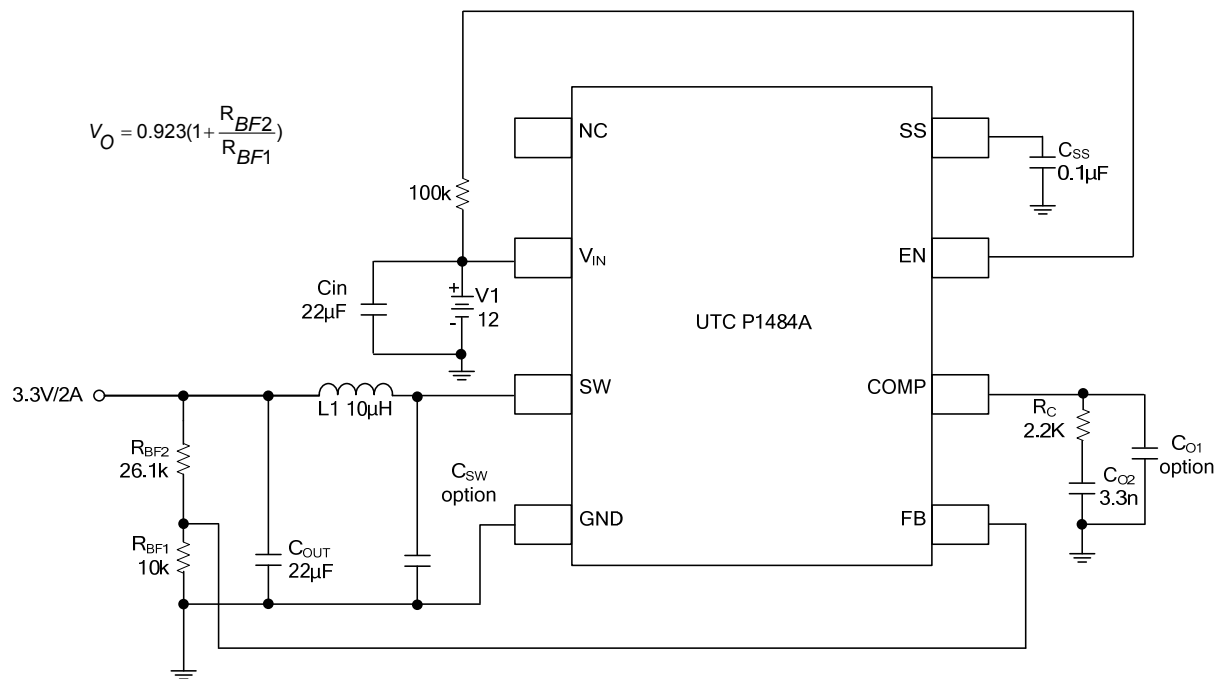 V_O = 0.923(1+ R_BF2 / R_BF1)
NC
SS
C_SS
0.1µF
100k
V_IN
EN
Cin
22µF
+
V1
12
-
UTC P1484A
3.3V/2A
SW
COMP
L1 10µH
R_C
2.2K
C_O1
option
R_BF2
26.1k
C_SW
option
C_O2
3.3n
GND
FB
R_BF1
10k
C_OUT
22µF